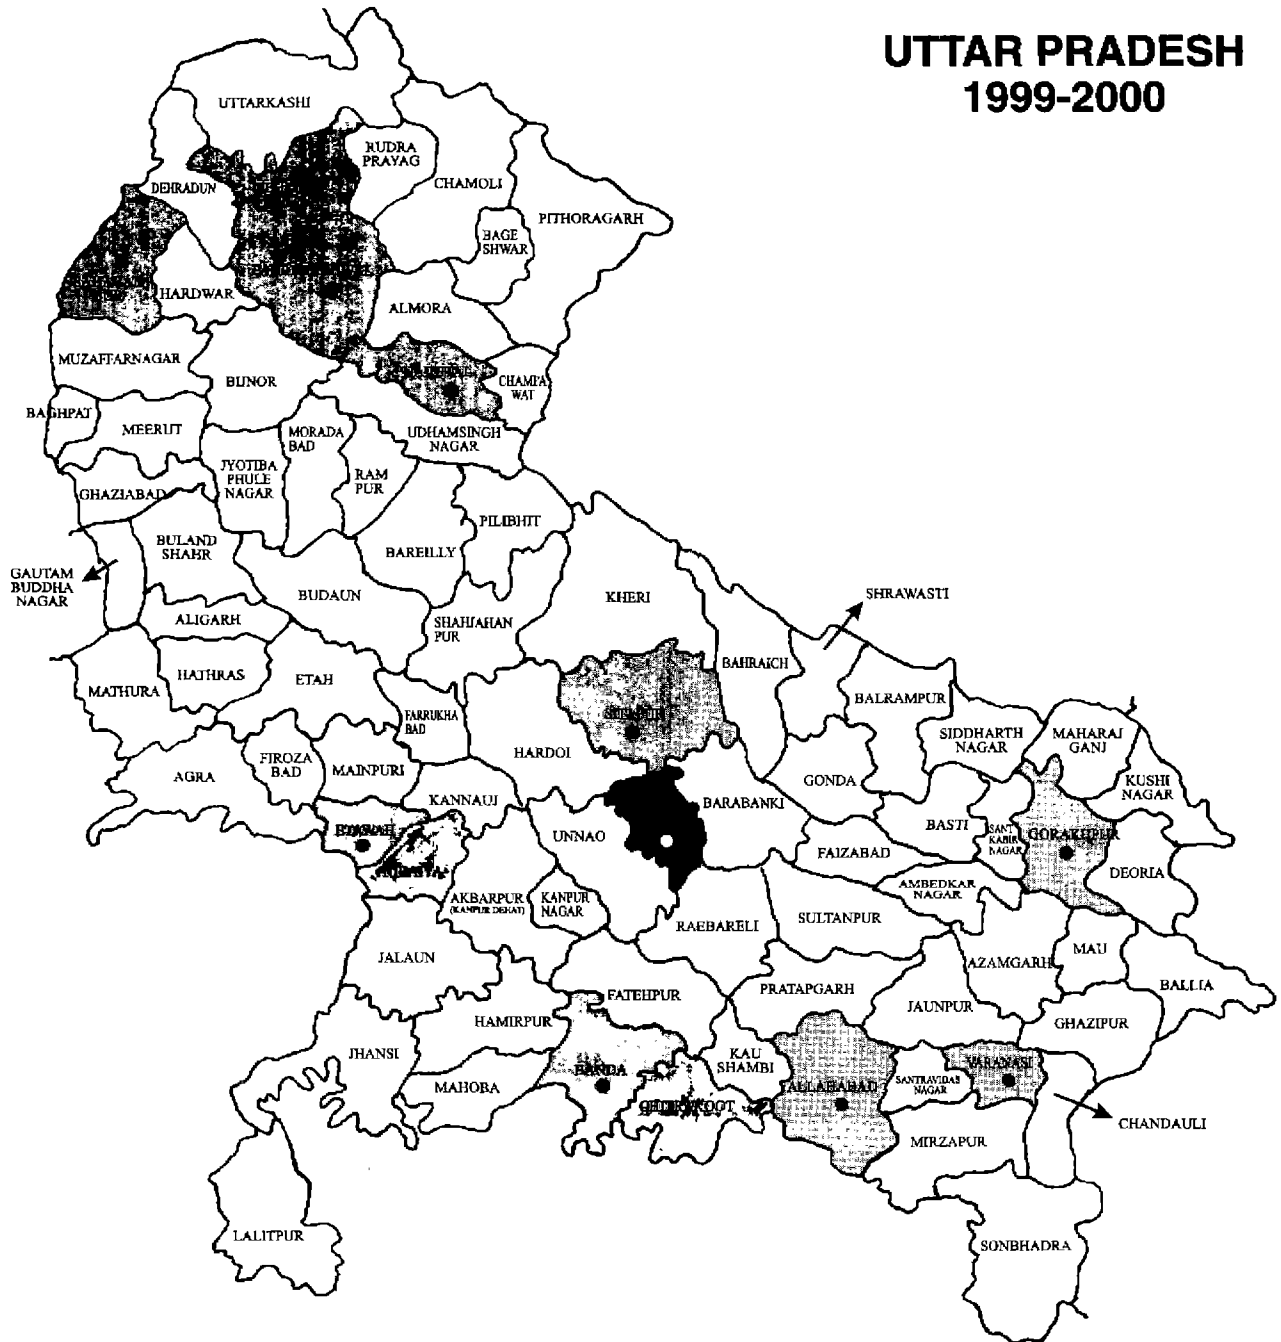 UTTAR PRADESH
1999-2000
UTTARKASHI
RUDRA
PRAYAG
CHAMOLI
DEHRADUN
PITHORAGARH
BAGE
SHWAR
HARDWAR
ALMORA
MUZAFFARNAGAR
BIJNOR
CHAMPA
WAT
BAGHPAT
MEERUT
MORADA
BAD
UDHAMSINGH
NAGAR
JYOTIBA
PHULE
NAGAR
RAM
PUR
GHAZIABAD
PILIBHIT
BULAND
SHAHR
BAREILLY
GAUTAM
BUDDHA
NAGAR
BUDAUN
KHERI
SHRAWASTI
ALIGARH
SHAHJAHAN
PUR
BAHRAICH
HATHRAS
ETAH
MATHURA
BALRAMPUR
FARRUKHA
BAD
SIDDHARTH
NAGAR
MAHARAJ
GANJ
HARDOI
FIROZA
BAD
MAINPURI
AGRA
GONDA
KUSHI
NAGAR
KANNAUJ
BARABANKI
UNNAO
BASTI
SANT
KABIR
NAGAR
GORAKHPUR
FAIZABAD
DEORIA
AKBARPUR
(KANPUR DEHAT)
KANPUR
NAGAR
AMBEDKAR
NAGAR
RAEBARELI
SULTANPUR
JALAUN
AZAMGARH
MAU
FATEHPUR
PRATAPGARH
JAUNPUR
BALLIA
HAMIRPUR
GHAZIPUR
JHANSI
KAU
SHAMBI
MAHOBA
BANDA
ALLAHABAD
SANTRAVIDAS
NAGAR
VARANASI
CHANDAULI
MIRZAPUR
LALITPUR
SONBHADRA